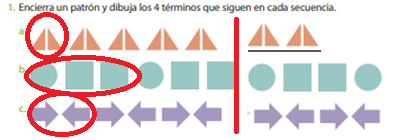 1. Encierra un patrón y dibuja los 4 términos que siguen en cada secuencia.
a.
b.
c.